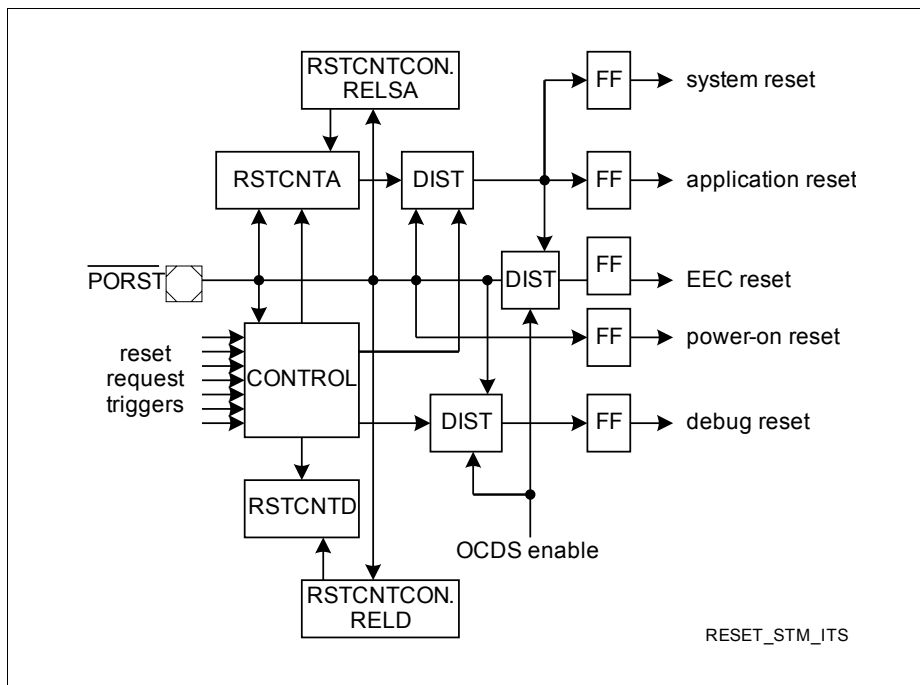 RSTCNTCON.
RELSA
FF
system reset
RSTCNTA
DIST
FF
application reset
PORST
DIST
FF
EEC reset
reset
request
triggers
CONTROL
FF
power-on reset
DIST
FF
debug reset
RSTCNTD
OCDS enable
RSTCNTCON.
RELD
RESET_STM_ITS